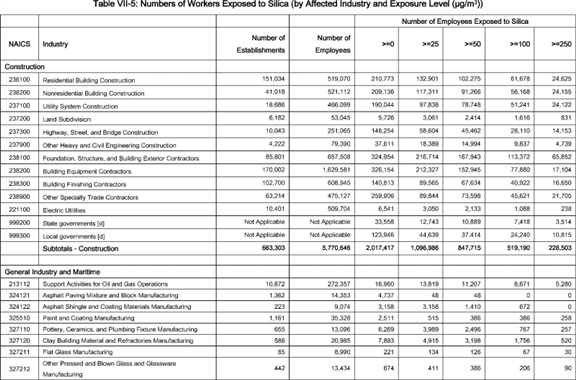 Table VII-5: Numbers of Workers Exposed to Silica (by Affected Industry and Exposure Level (µg/m³))
Number of Employees Exposed to Silica
NAICS Industry Number of Establishments Number of Employees >=0 >=25 >=50 >=100 >=250
Construction
236100 Residential Building Construction 151,034 519,070 210,773 132,901 102,275 61,678 24,625
236200 Nonresidential Building Construction 41,018 521,112 209,136 117,311 91,266 56,168 24,155
237100 Utility System Construction 18,686 466,099 190,044 97,838 78,748 51,241 24,122
237200 Land Subdivision 6,182 53,045 5,726 3,061 2,414 1,616 831
237300 Highway, Street, and Bridge Construction 10,043 251,065 148,254 58,604 45,462 28,110 14,153
237900 Other Heavy and Civil Engineering Construction 4,222 79,390 37,611 18,389 14,994 9,837 4,739
238100 Foundation, Structure, and Building Exterior Contractors 85,801 657,508 324,954 216,714 167,943 113,372 65,852
238200 Building Equipment Contractors 170,002 1,629,581 326,154 212,327 152,945 77,880 17,104
238300 Building Finishing Contractors 102,700 608,945 140,813 89,565 67,634 40,922 16,650
238900 Other Specialty Trade Contractors 63,214 475,127 259,906 89,844 73,598 45,621 21,705
221100 Electric Utilities 10,401 509,704 6,541 3,050 2,133 1,088 238
999200 State governments [d] Not Applicable Not Applicable 33,558 12,743 10,889 7,418 3,514
999300 Local governments [d] Not Applicable Not Applicable 123,946 44,639 37,414 24,240 10,815
Subtotals - Construction 663,303 5,770,646 2,017,417 1,096,986 847,715 519,190 228,503
General Industry and Maritime
213112 Support Activities for Oil and Gas Operations 10,872 272,357 16,960 13,819 11,207 8,671 5,280
324121 Asphalt Paving Mixture and Block Manufacturing 1,362 14,353 4,737 48 48 0 0
324122 Asphalt Shingle and Coating Materials Manufacturing 223 9,074 3,158 3,158 1,410 672 0
325510 Paint and Coating Manufacturing 1,161 35,328 2,511 515 386 386 258
327110 Pottery, Ceramics, and Plumbing Fixture Manufacturing 655 13,096 6,269 3,989 2,496 767 257
327120 Clay Building Material and Refractories Manufacturing 586 20,985 7,893 4,915 3,198 1,756 520
327211 Flat Glass Manufacturing 85 8,990 221 134 126 67 30
327212 Other Pressed and Blown Glass and Glassware Manufacturing 442 13,434 674 411 386 206 90